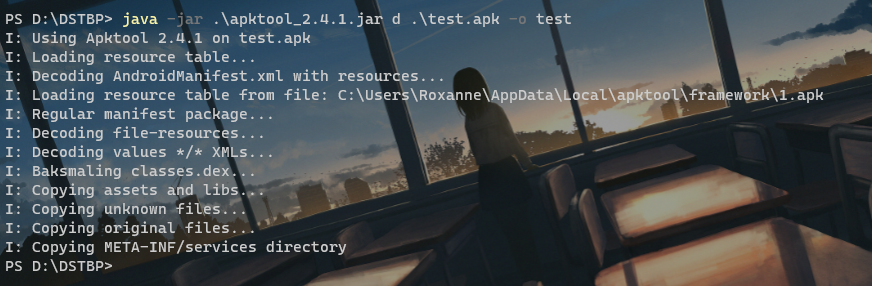 PS D:\DSTBP> java -jar .\apktool_2.4.1.jar d .\test.apk -o test
I: Using Apktool 2.4.1 on test.apk
I: Loading resource table...
I: Decoding AndroidManifest.xml with resources...
I: Loading resource table from file: C:\Users\Roxanne\AppData\Local\apktool\framework\1.apk
I: Regular manifest package...
I: Decoding file-resources...
I: Decoding values */* XMLs...
I: Baksmaling classes.dex...
I: Copying assets and libs...
I: Copying unknown files...
I: Copying original files...
I: Copying META-INF/services directory
PS D:\DSTBP>